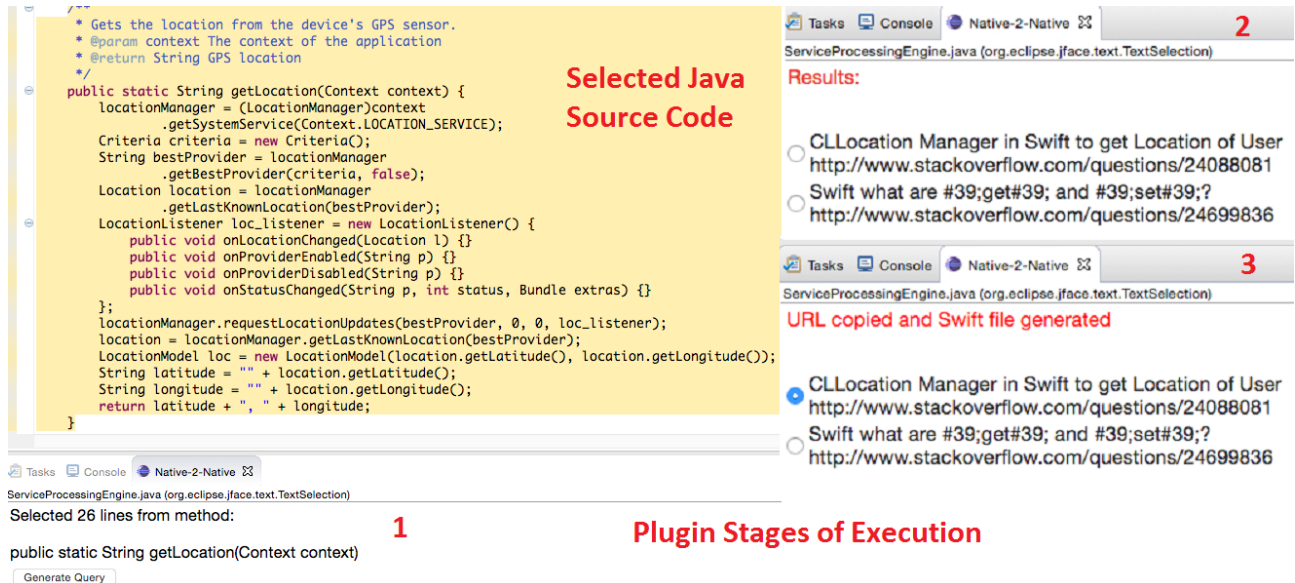 /**
* Gets the location from the device's GPS sensor.
* @param context The context of the application
* @return String GPS location
*/
public static String getLocation(Context context) {
locationManager = (LocationManager)context
.getSystemService(Context.LOCATION_SERVICE);
Criteria criteria = new Criteria();
String bestProvider = locationManager
.getBestProvider(criteria, false);
Location location = locationManager
.getLastKnownLocation(bestProvider);
LocationListener loc_listener = new LocationListener() {
public void onLocationChanged(Location l) {}
public void onProviderEnabled(String p) {}
public void onProviderDisabled(String p) {}
public void onStatusChanged(String p, int status, Bundle extras) {}
};
locationManager.requestLocationUpdates(bestProvider, 0, 0, loc_listener);
location = locationManager.getLastKnownLocation(bestProvider);
LocationModel loc = new LocationModel(location.getLatitude(), location.getLongitude());
String latitude = "" + location.getLatitude();
String longitude = "" + location.getLongitude();
return latitude + ", " + longitude;
}
Selected Java
Source Code
Tasks Console Native-2-Native
ServiceProcessingEngine.java (org.eclipse.jface.text.TextSelection)
Selected 26 lines from method:
1
public static String getLocation(Context context)
Generate Query
Tasks Console Native-2-Native 2
ServiceProcessingEngine.java (org.eclipse.jface.text.TextSelection)
Results:
CLLocation Manager in Swift to get Location of User
http://www.stackoverflow.com/questions/24088081
Swift what are #39;get#39; and #39;set#39;?
http://www.stackoverflow.com/questions/24699836
Tasks Console Native-2-Native 3
ServiceProcessingEngine.java (org.eclipse.jface.text.TextSelection)
URL copied and Swift file generated
CLLocation Manager in Swift to get Location of User
http://www.stackoverflow.com/questions/24088081
Swift what are #39;get#39; and #39;set#39;?
http://www.stackoverflow.com/questions/24699836
Plugin Stages of Execution